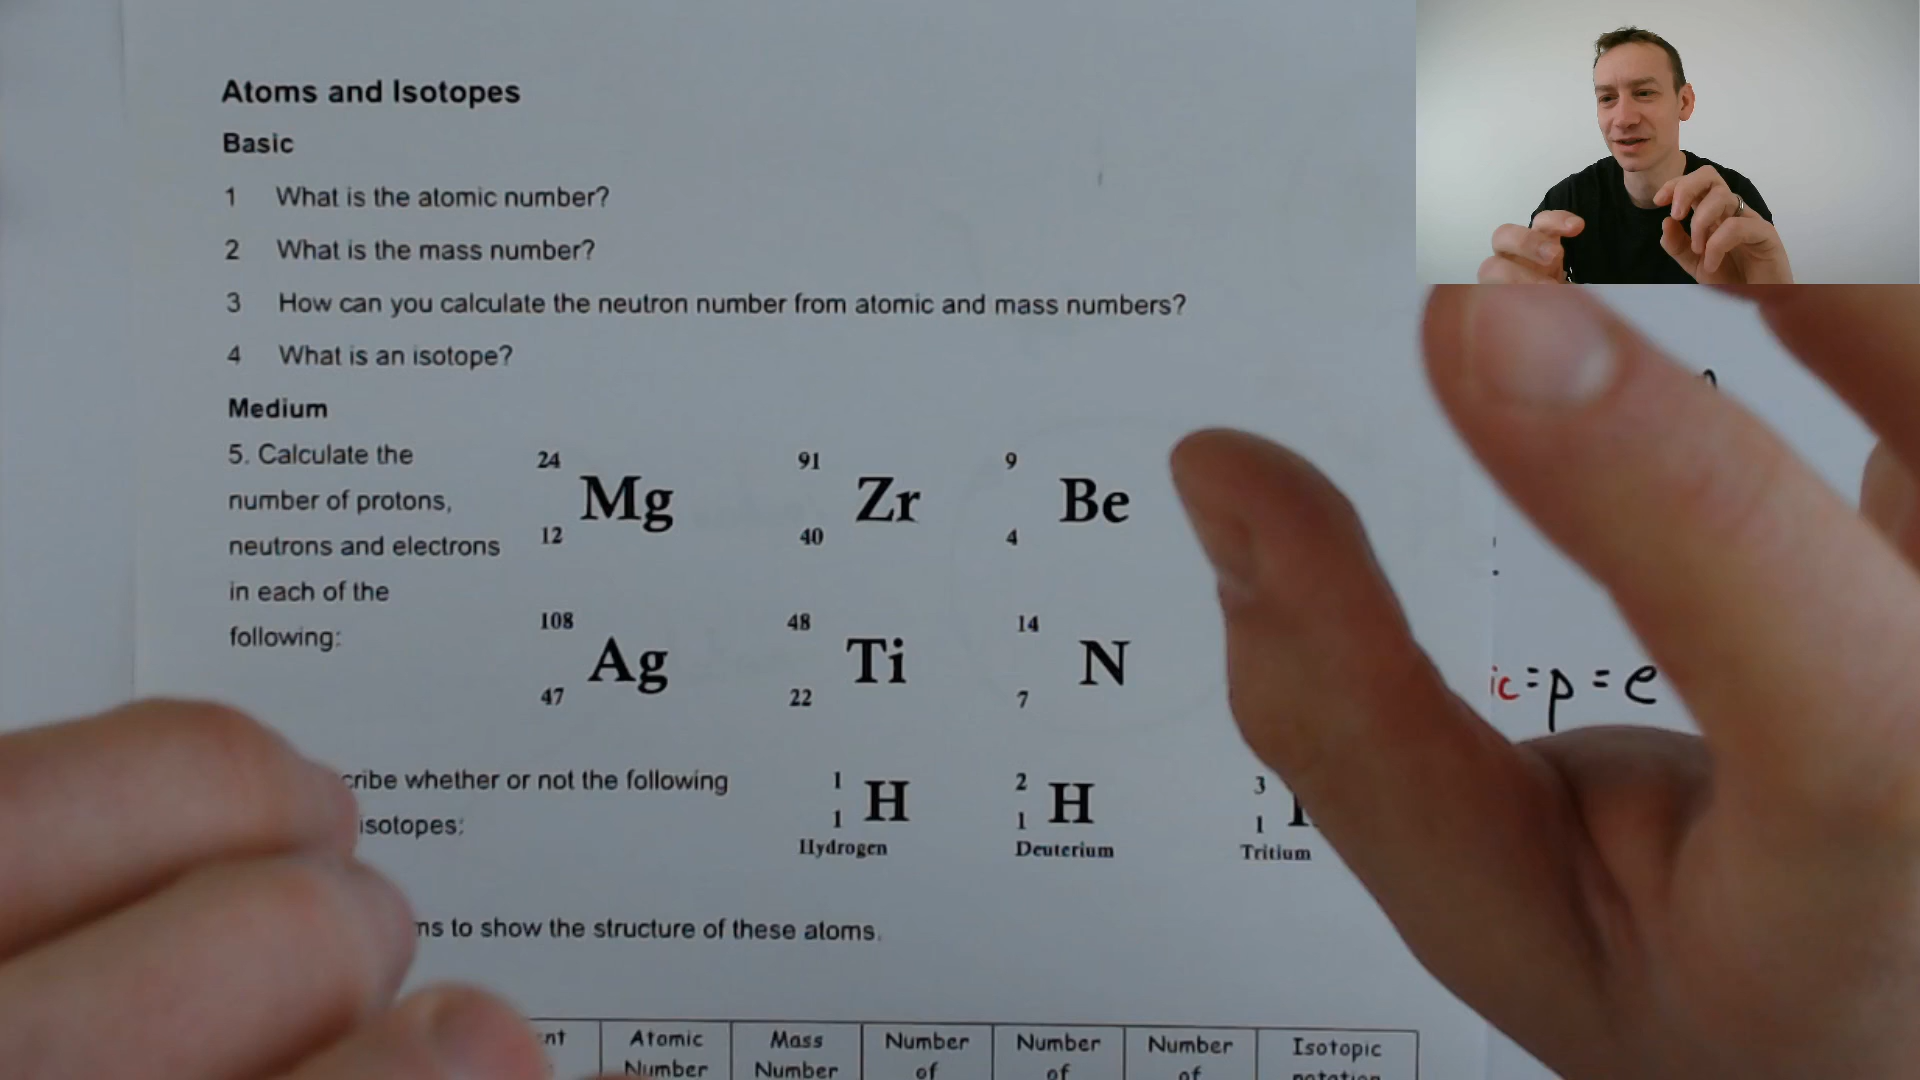 Atoms and Isotopes
Basic
1 What is the atomic number?
2 What is the mass number?
3 How can you calculate the neutron number from atomic and mass numbers?
4 What is an isotope?
Medium
5. Calculate the
number of protons,
neutrons and electrons
in each of the
following:
24
12
Mg
91
40
Zr
9
4
Be
108
47
Ag
48
22
Ti
14
7
N
=p=e
whether or not the following
isotopes:
1
1
H
Hydrogen
2
1
H
Deuterium
3
1
Tritium
to show the structure of these atoms.
Atomic Mass Number Number Number Isotopic
Number Number of of of notation